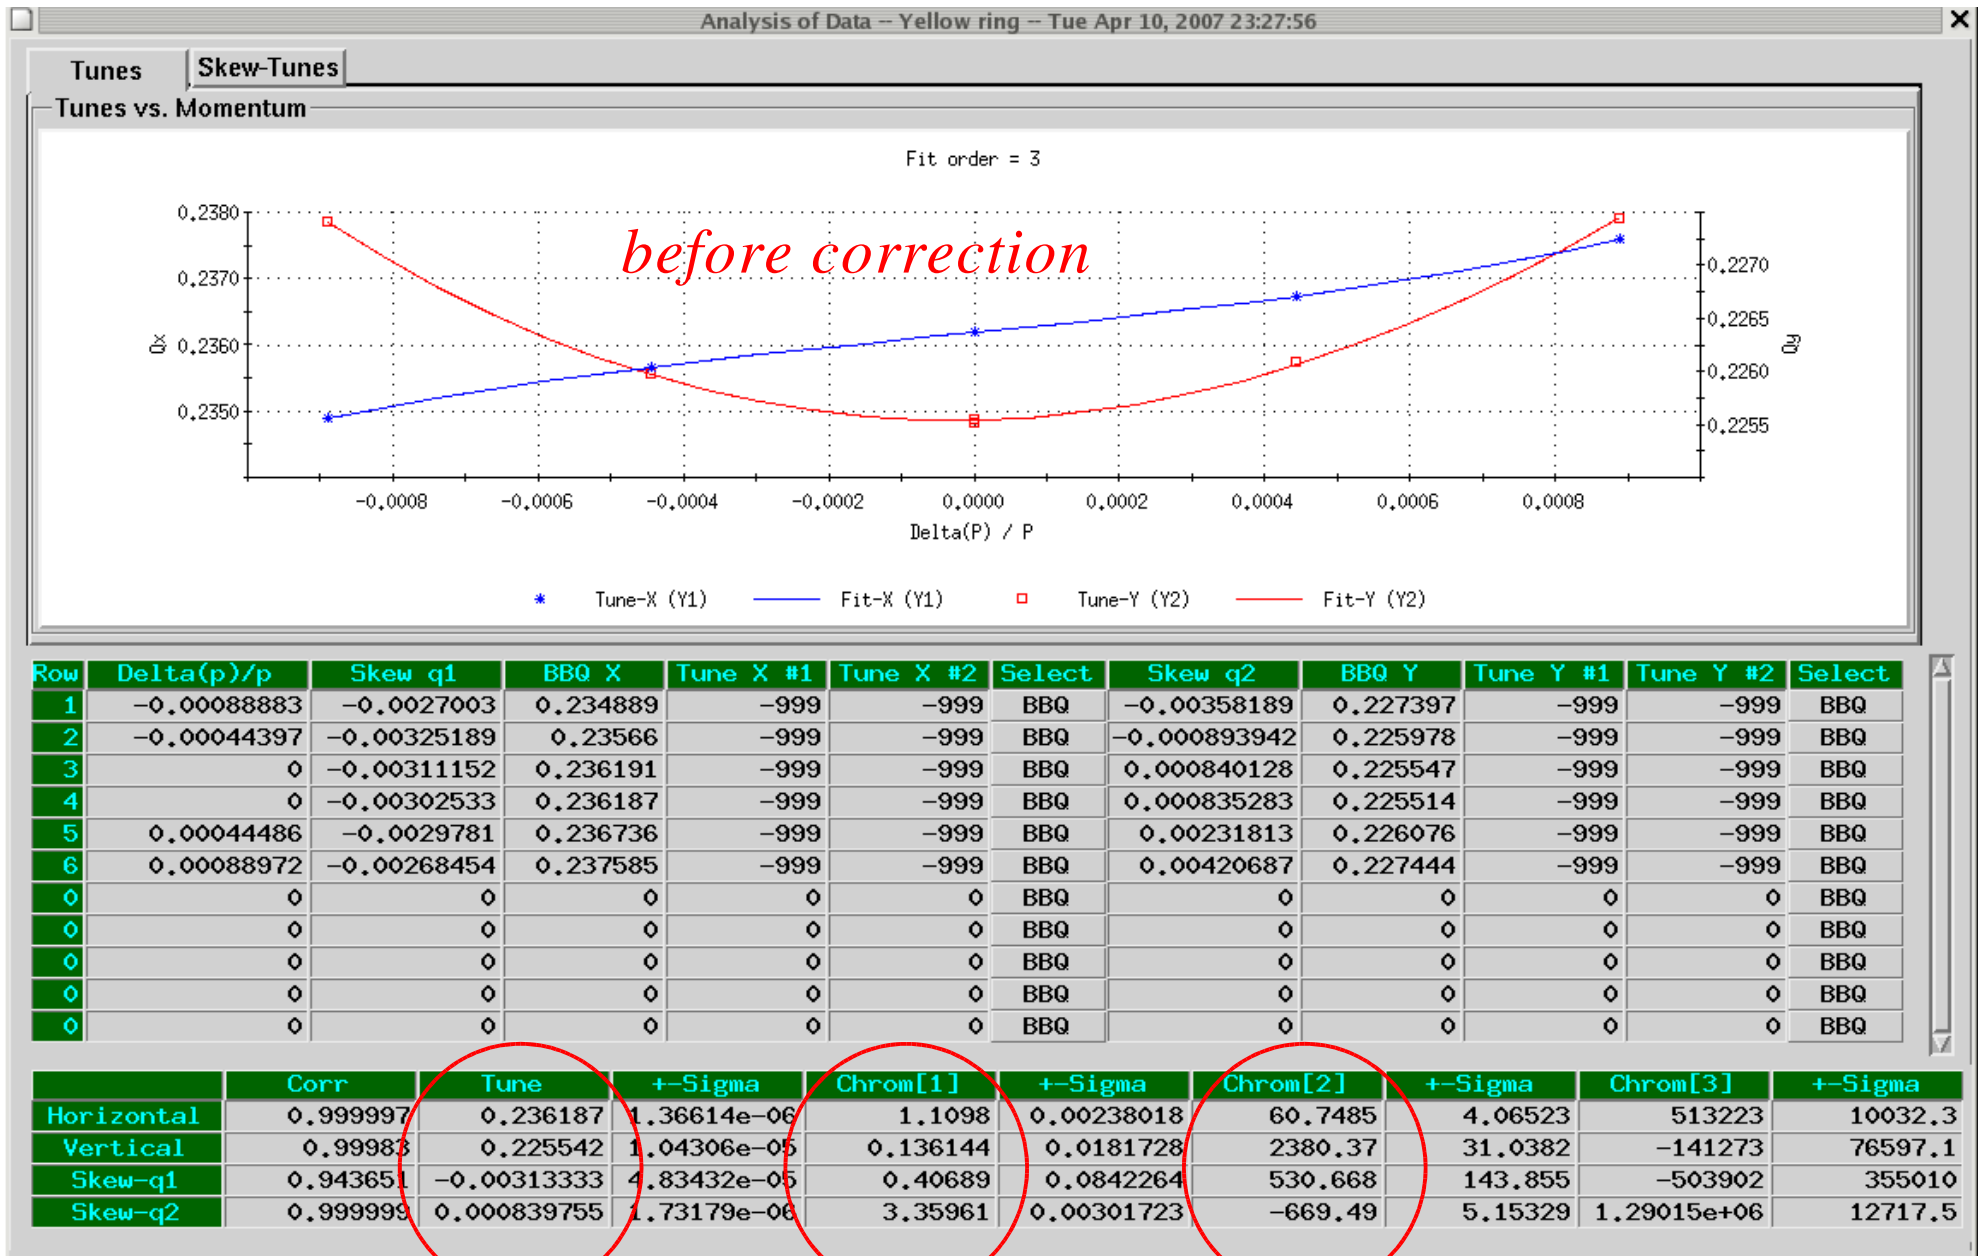 Analysis of Data -- Yellow ring -- Tue Apr 10, 2007 23:27:56
Tunes Skew-Tunes
Tunes vs. Momentum
Fit order = 3
before correction
0.2380
0.2370
0.2360
0.2350
Qx
0.2270
0.2265
0.2260
0.2255
Qy
-0.0008 -0.0006 -0.0004 -0.0002 0.0000 0.0002 0.0004 0.0006 0.0008
Delta(P) / P
Tune-X (Y1) Fit-X (Y1) Tune-Y (Y2) Fit-Y (Y2)
Row Delta(p)/p Skew q1 BBQ X Tune X #1 Tune X #2 Select Skew q2 BBQ Y Tune Y #1 Tune Y #2 Select
1 -0.00088883 -0.0027003 0.234889 -999 -999 BBQ -0.00358189 0.227397 -999 -999 BBQ
2 -0.00044397 -0.00325189 0.23566 -999 -999 BBQ -0.000893942 0.225978 -999 -999 BBQ
3 0 -0.00311152 0.236191 -999 -999 BBQ 0.000840128 0.225547 -999 -999 BBQ
4 0 -0.00302533 0.236187 -999 -999 BBQ 0.000835283 0.225514 -999 -999 BBQ
5 0.00044486 -0.0029781 0.236736 -999 -999 BBQ 0.00231813 0.226076 -999 -999 BBQ
6 0.00088972 -0.00268454 0.237585 -999 -999 BBQ 0.00420687 0.227444 -999 -999 BBQ
0 0 0 0 0 0 BBQ 0 0 0 0 BBQ
0 0 0 0 0 0 BBQ 0 0 0 0 BBQ
0 0 0 0 0 0 BBQ 0 0 0 0 BBQ
0 0 0 0 0 0 BBQ 0 0 0 0 BBQ
0 0 0 0 0 0 BBQ 0 0 0 0 BBQ
Corr Tune +-Sigma Chrom[1] +-Sigma Chrom[2] +-Sigma Chrom[3] +-Sigma
Horizontal 0.999997 0.236187 1.36614e-06 1.1098 0.00238018 60.7485 4.06523 513223 10032.3
Vertical 0.99983 0.225542 1.04306e-05 0.136144 0.0181728 2380.37 31.0382 -141273 76597.1
Skew-q1 0.943651 -0.00313333 4.83432e-05 0.40689 0.0842264 530.668 143.855 -503902 355010
Skew-q2 0.999999 0.000839755 1.73179e-06 3.35961 0.00301723 -669.49 5.15329 1.29015e+06 12717.5